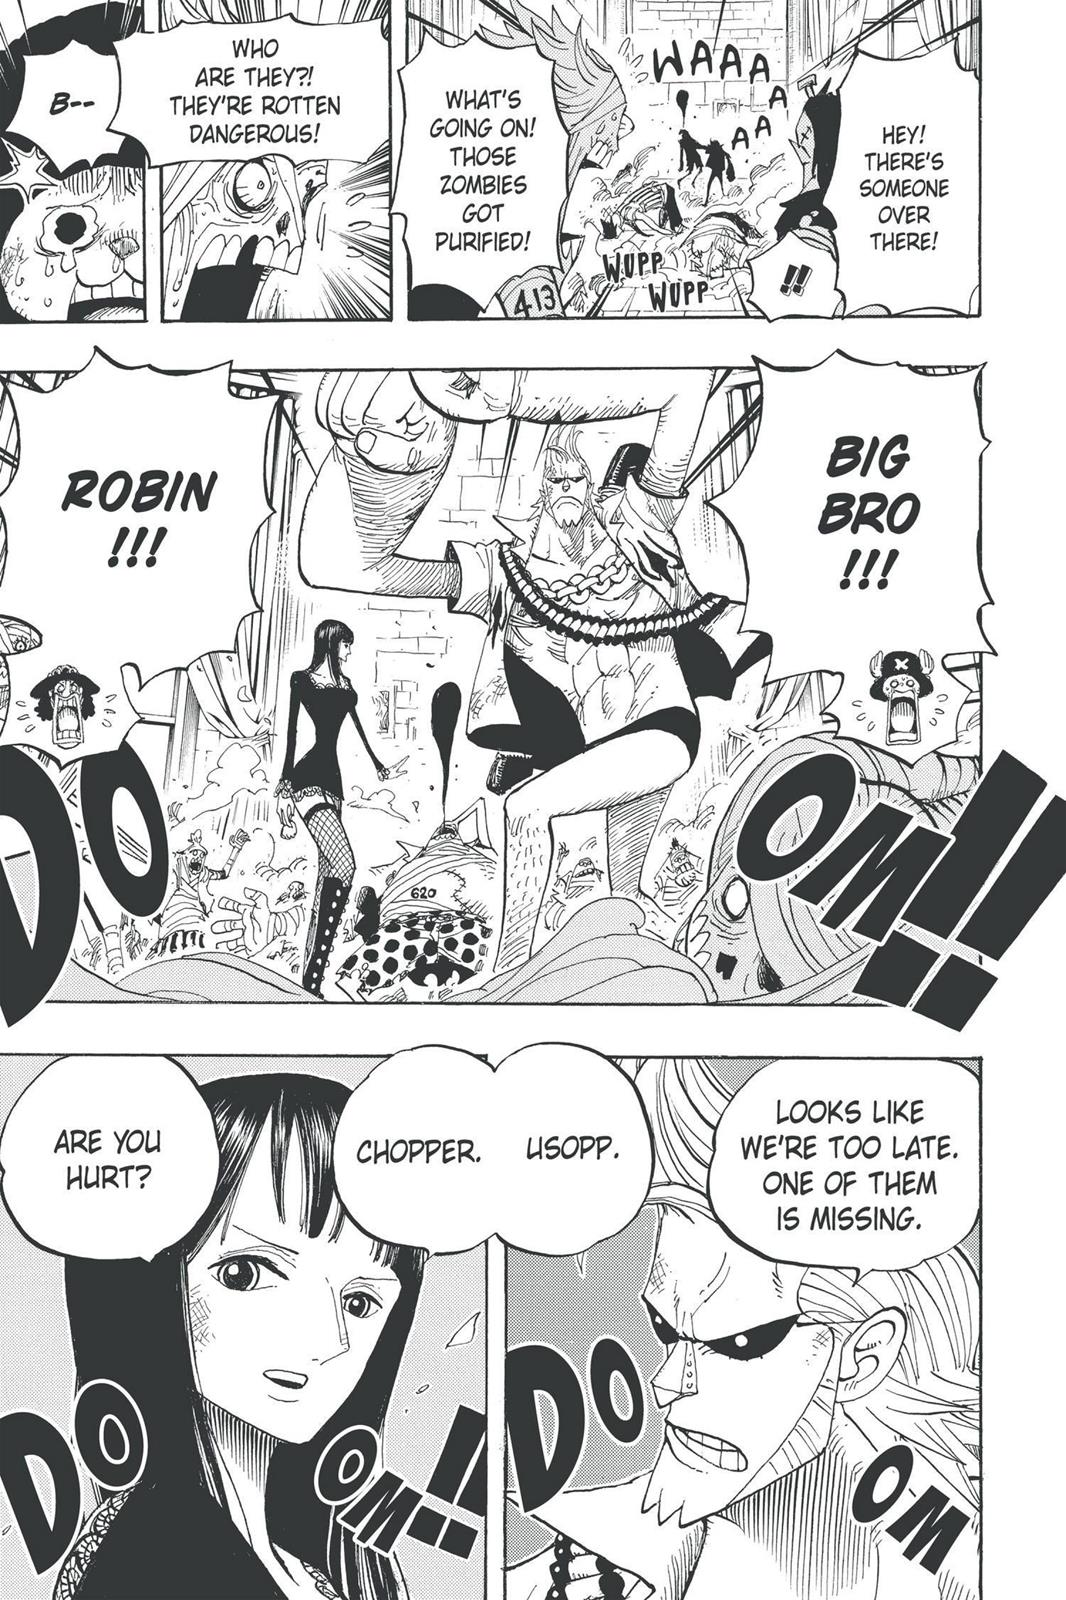 HEY!
THERE'S
SOMEONE
OVER
THERE!
!!
WAAA
A
A
A
WUPP
WUPP
WHAT'S
GOING ON!
THOSE
ZOMBIES
GOT
PURIFIED!
413
WHO
ARE THEY?!
THEY'RE ROTTEN
DANGEROUS!
B--
BIG
BRO
!!!
ROBIN
!!!
620
DO
OM!!
LOOKS LIKE
WE'RE TOO LATE.
ONE OF THEM
IS MISSING.
DO
OM
USOPP.
CHOPPER.
ARE YOU
HURT?
DO
OM!!